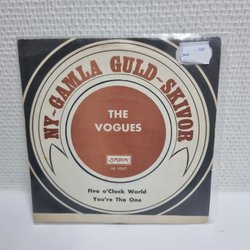 NY-GAMLA GULD-SKIVOR
THE
VOGUES
LONDON
Five o'Clock World
You're The One